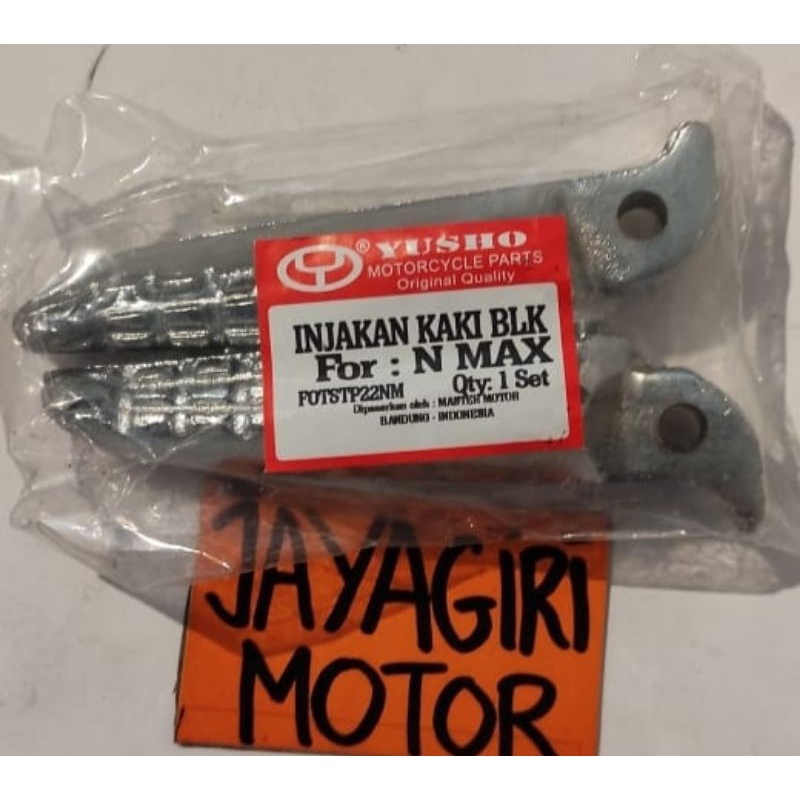 ® YUSHO
MOTORCYCLE PARTS
Original Quality
INJAKAN KAKI BLK
For : N MAX
FOTSTP22NM Qty: 1 Set
Dipasarkan oleh : MASTER MOTOR
BANDUNG - INDONESIA
JAYAGIRI
MOTOR